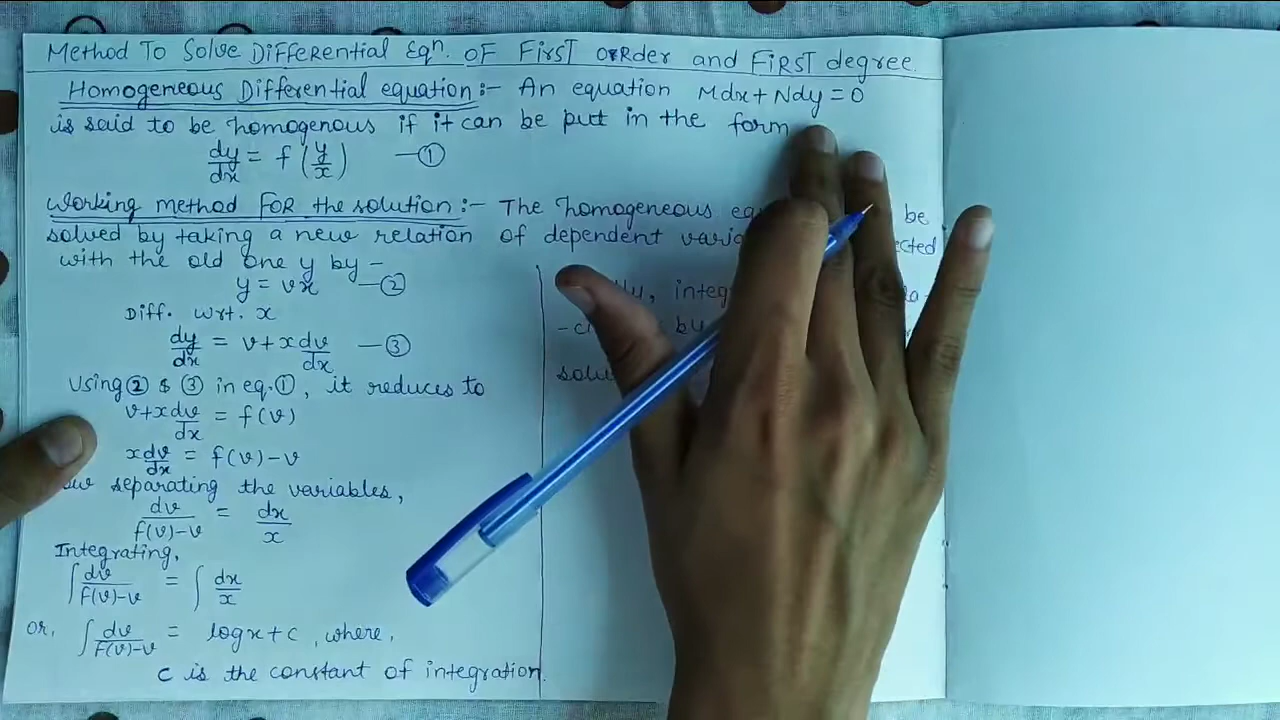 Method To Solve Differential Eqn. OF First oRder and FiRST degree.
Homogeneous Differential equation:- An equation Mdx+Ndy=0
is said to be homogenous if it can be put in the form
dy/dx = f(y/x) —①
Working method FOR the solution:- The homogeneous be
solved by taking a new relation of dependent
with the old one y by-
y = vx —②
Diff. wrt. x
dy/dx = v+x dv/dx —③
Using ② & ③ in eq.①, it reduces to
v+x dv/dx = f(v)
x dv/dx = f(v)-v
separating the variables,
dv/f(v)-v = dx/x
Integrating,
∫dv/f(v)-v = ∫dx/x
or, ∫dv/f(v)-v = logx+c, where,
c is the constant of integration.
by